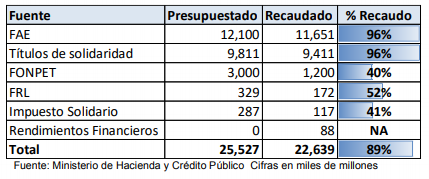 Fuente Presupuestado Recaudado % Recaudo
FAE 12,100 11,651 96%
Títulos de solidaridad 9,811 9,411 96%
FONPET 3,000 1,200 40%
FRL 329 172 52%
Impuesto Solidario 287 117 41%
Rendimientos Financieros 0 88 NA
Total 25,527 22,639 89%
Fuente: Ministerio de Hacienda y Crédito Público Cifras en miles de millones